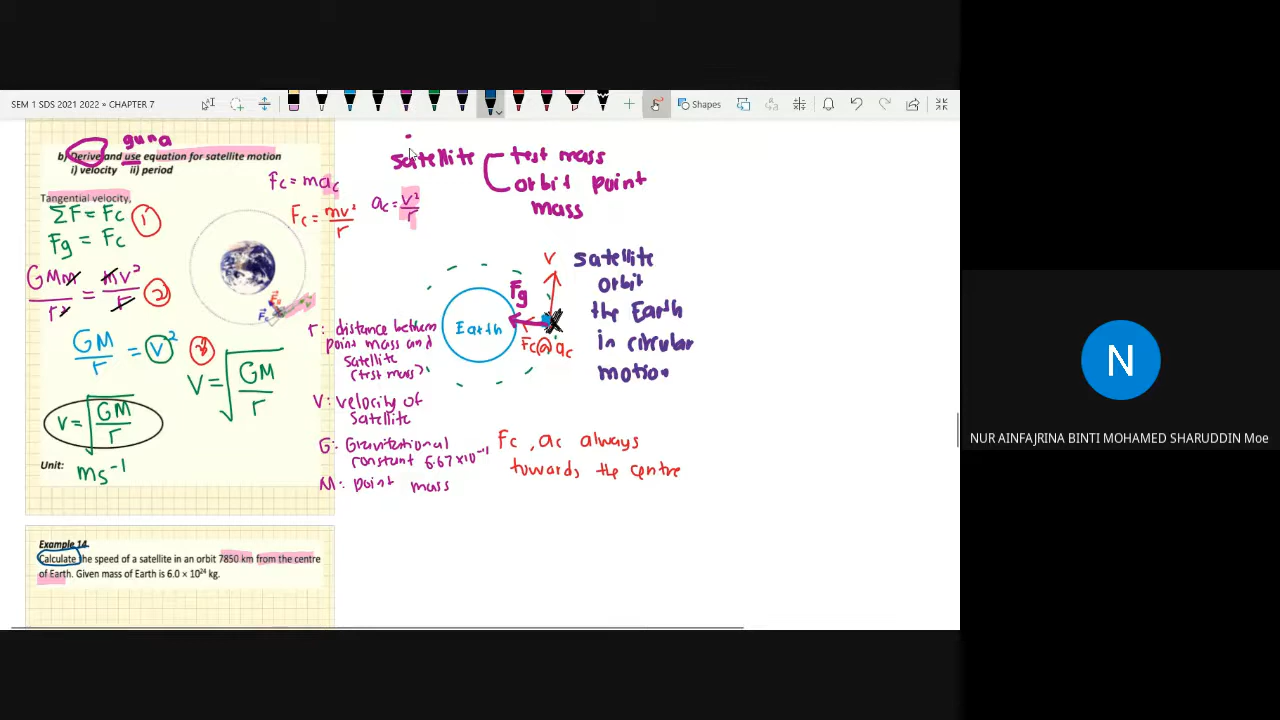 SEM 1 SDS 2021 2022 » CHAPTER 7
Shapes
guna
b) Derive and use equation for satellite motion
i) velocity ii) period
Fc = mac
Tangential velocity,
ΣF = Fc 1
Fg = Fc
Fc = mv²/r
ac = v²/r
GMm/r² = mv²/r 2
GM/r = v² 3
v = √GM/r
v = √GM/r
Unit: ms⁻¹
satellite
test mass
orbit point
mass
Earth
Fg
v
Fc @ ac
satellite
orbit
the Earth
in circular
motion
r: distance between
point mass and
satellite
(test mass)
v: velocity of
satellite
G: Gravitational
constant 6.67x10⁻¹¹
M: point mass
Fc, ac always
towards the centre
Example 14
Calculate the speed of a satellite in an orbit 7850 km from the centre
of Earth. Given mass of Earth is 6.0 × 10²⁴ kg.
N
NUR AINFAJRINA BINTI MOHAMED SHARUDDIN Moe